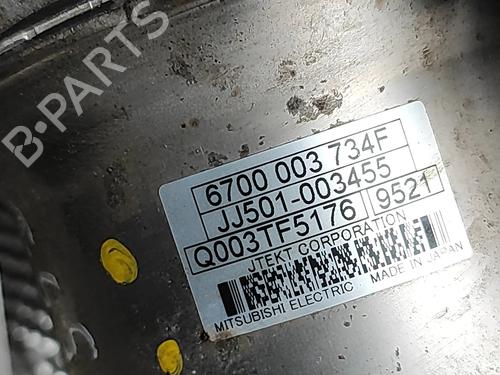 B-PARTS
6700 003 734F
JJ501-003455
Q003TF5176 9521
JTEKT CORPORATION
MITSUBISHI ELECTRIC MADE IN JAPAN